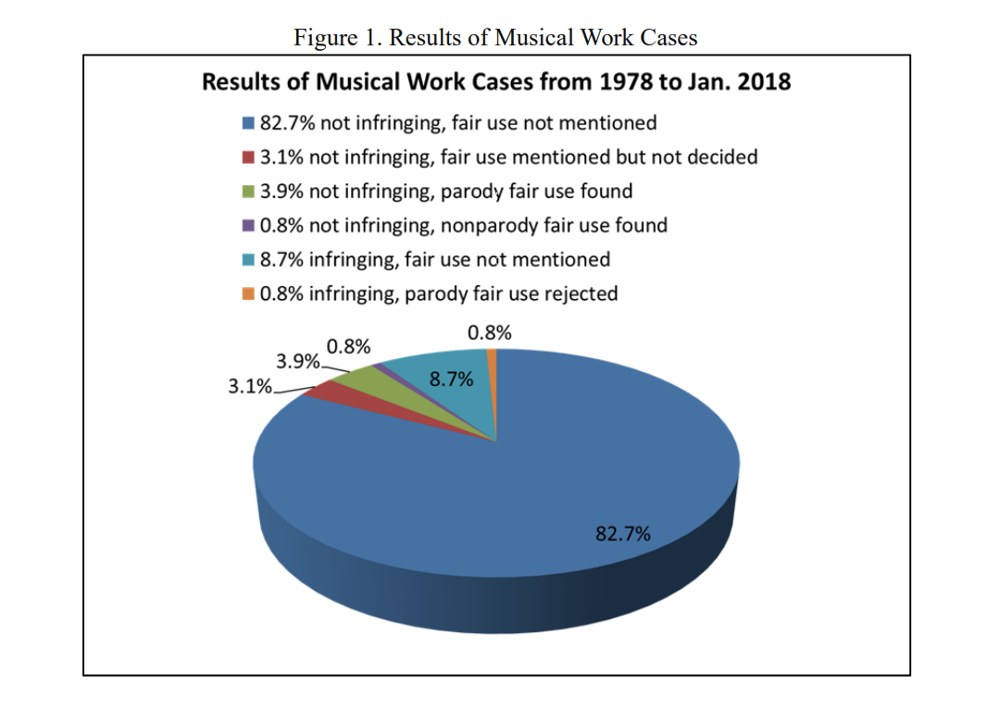 Figure 1. Results of Musical Work Cases
Results of Musical Work Cases from 1978 to Jan. 2018
82.7% not infringing, fair use not mentioned
3.1% not infringing, fair use mentioned but not decided
3.9% not infringing, parody fair use found
0.8% not infringing, nonparody fair use found
8.7% infringing, fair use not mentioned
0.8% infringing, parody fair use rejected
0.8%
0.8%
3.9%
3.1%
8.7%
82.7%